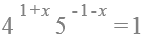 4^{1+x} 5^{-1-x} = 1